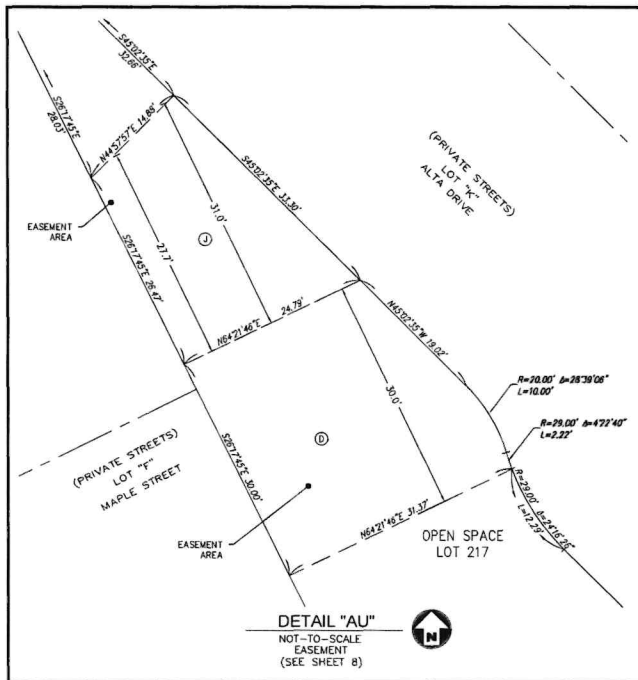 S45°02'35"E
32.66'
S26°17'45"E
28.03'
N44°57'57"E 14.88'
(PRIVATE STREETS)
LOT "K"
ALTA DRIVE
S45°02'35"E 33.30'
EASEMENT
AREA
31.0'
27.7'
J
S26°17'45"E 26.47'
24.79'
N64°21'46"E
N45°02'35"W 19.02'
R=20.00' Δ=28°39'06"
L=10.00'
30.0'
R=29.00' Δ=4°22'40"
L=2.22'
(PRIVATE STREETS)
LOT "F"
MAPLE STREET
S26°17'45"E 30.00'
D
R=29.00' Δ=24°16'26"
L=12.29'
N64°21'46"E 31.37'
EASEMENT
AREA
OPEN SPACE
LOT 217
DETAIL "AU"
NOT-TO-SCALE
EASEMENT
(SEE SHEET 8)
N